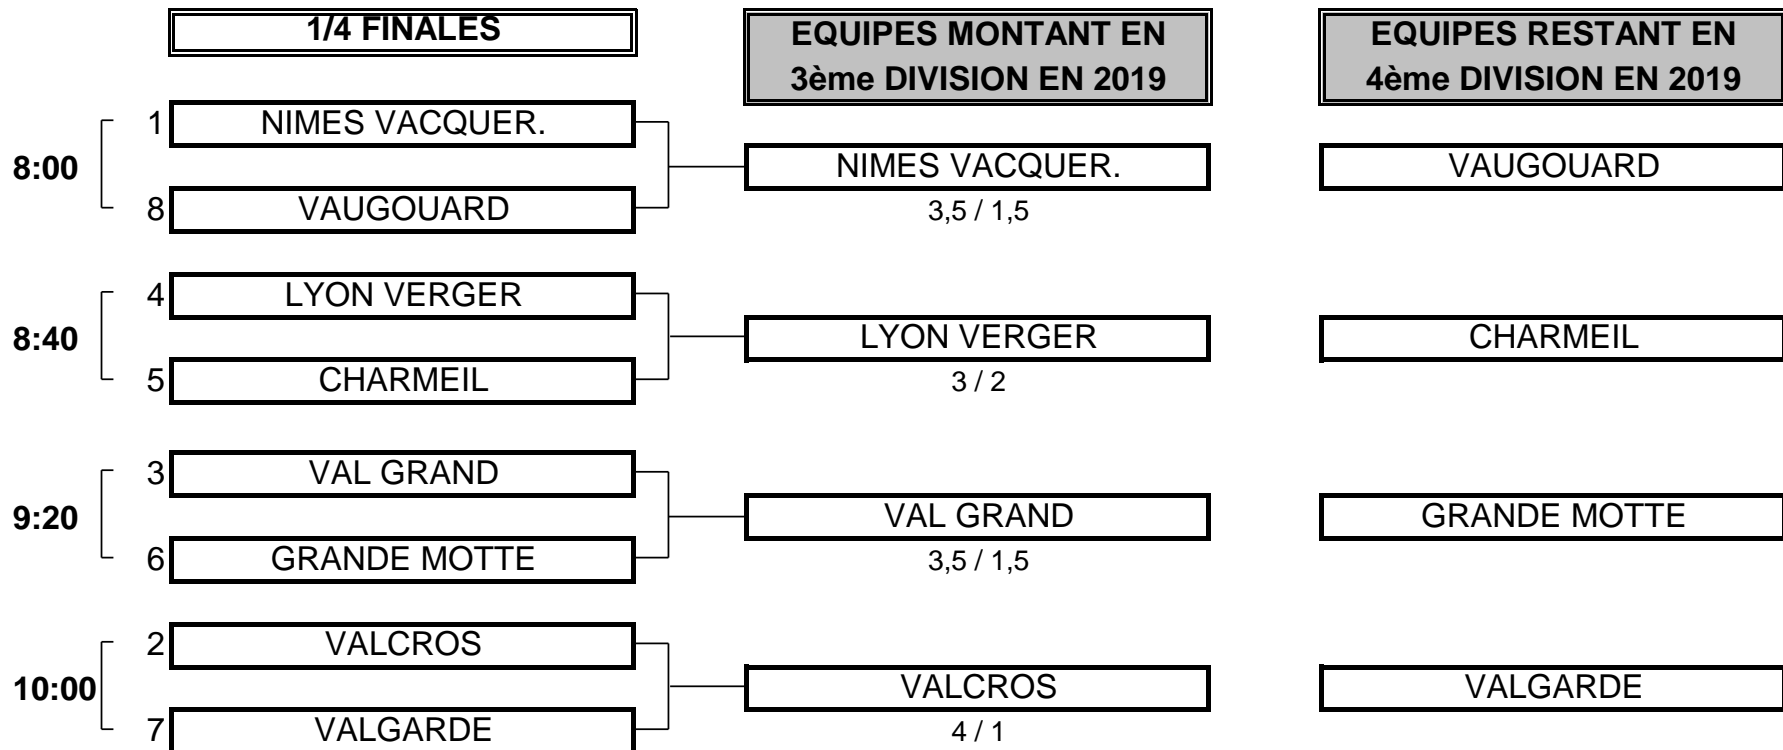 1/4 FINALES
EQUIPES MONTANT EN
3ème DIVISION EN 2019
EQUIPES RESTANT EN
4ème DIVISION EN 2019
1 NIMES VACQUER.
8:00
NIMES VACQUER.
VAUGOUARD
8 VAUGOUARD
3,5 / 1,5
4 LYON VERGER
8:40
LYON VERGER
CHARMEIL
5 CHARMEIL
3 / 2
3 VAL GRAND
9:20
VAL GRAND
GRANDE MOTTE
6 GRANDE MOTTE
3,5 / 1,5
2 VALCROS
10:00
VALCROS
VALGARDE
7 VALGARDE
4 / 1